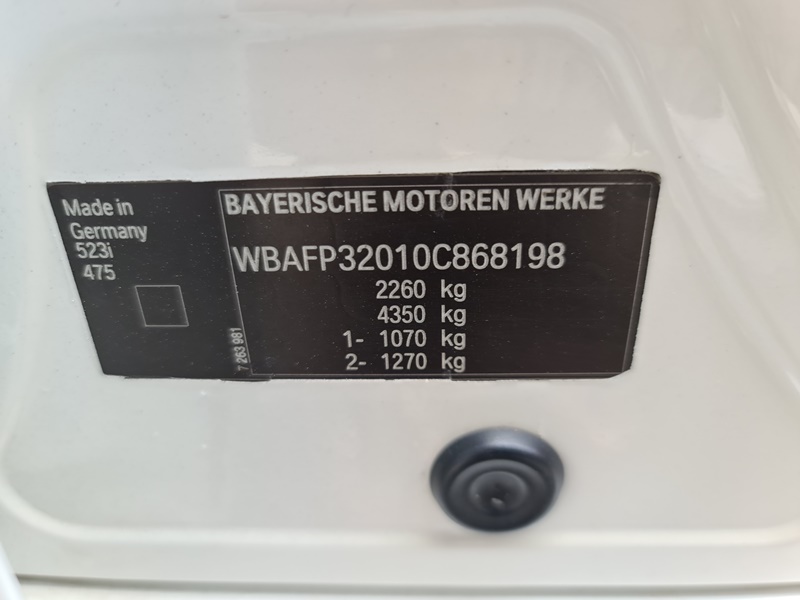 Made in
Germany
523i
475
7 263 981
BAYERISCHE MOTOREN WERKE
WBAFP32010C868198
2260 kg
4350 kg
1- 1070 kg
2- 1270 kg